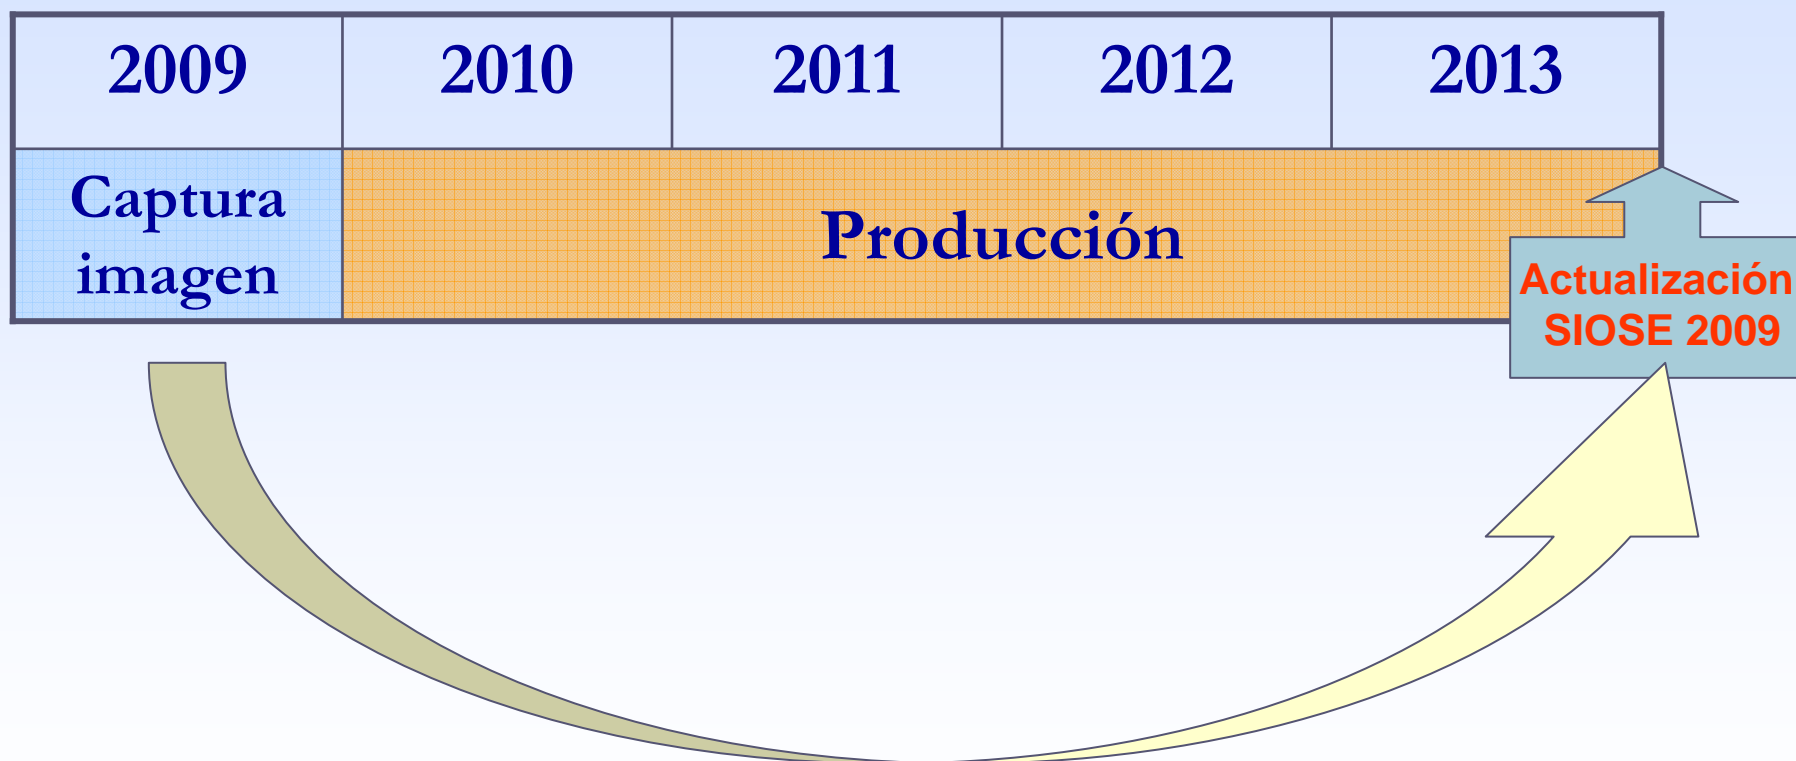 2009 2010 2011 2012 2013
Captura
imagen
Producción
Actualización
SIOSE 2009